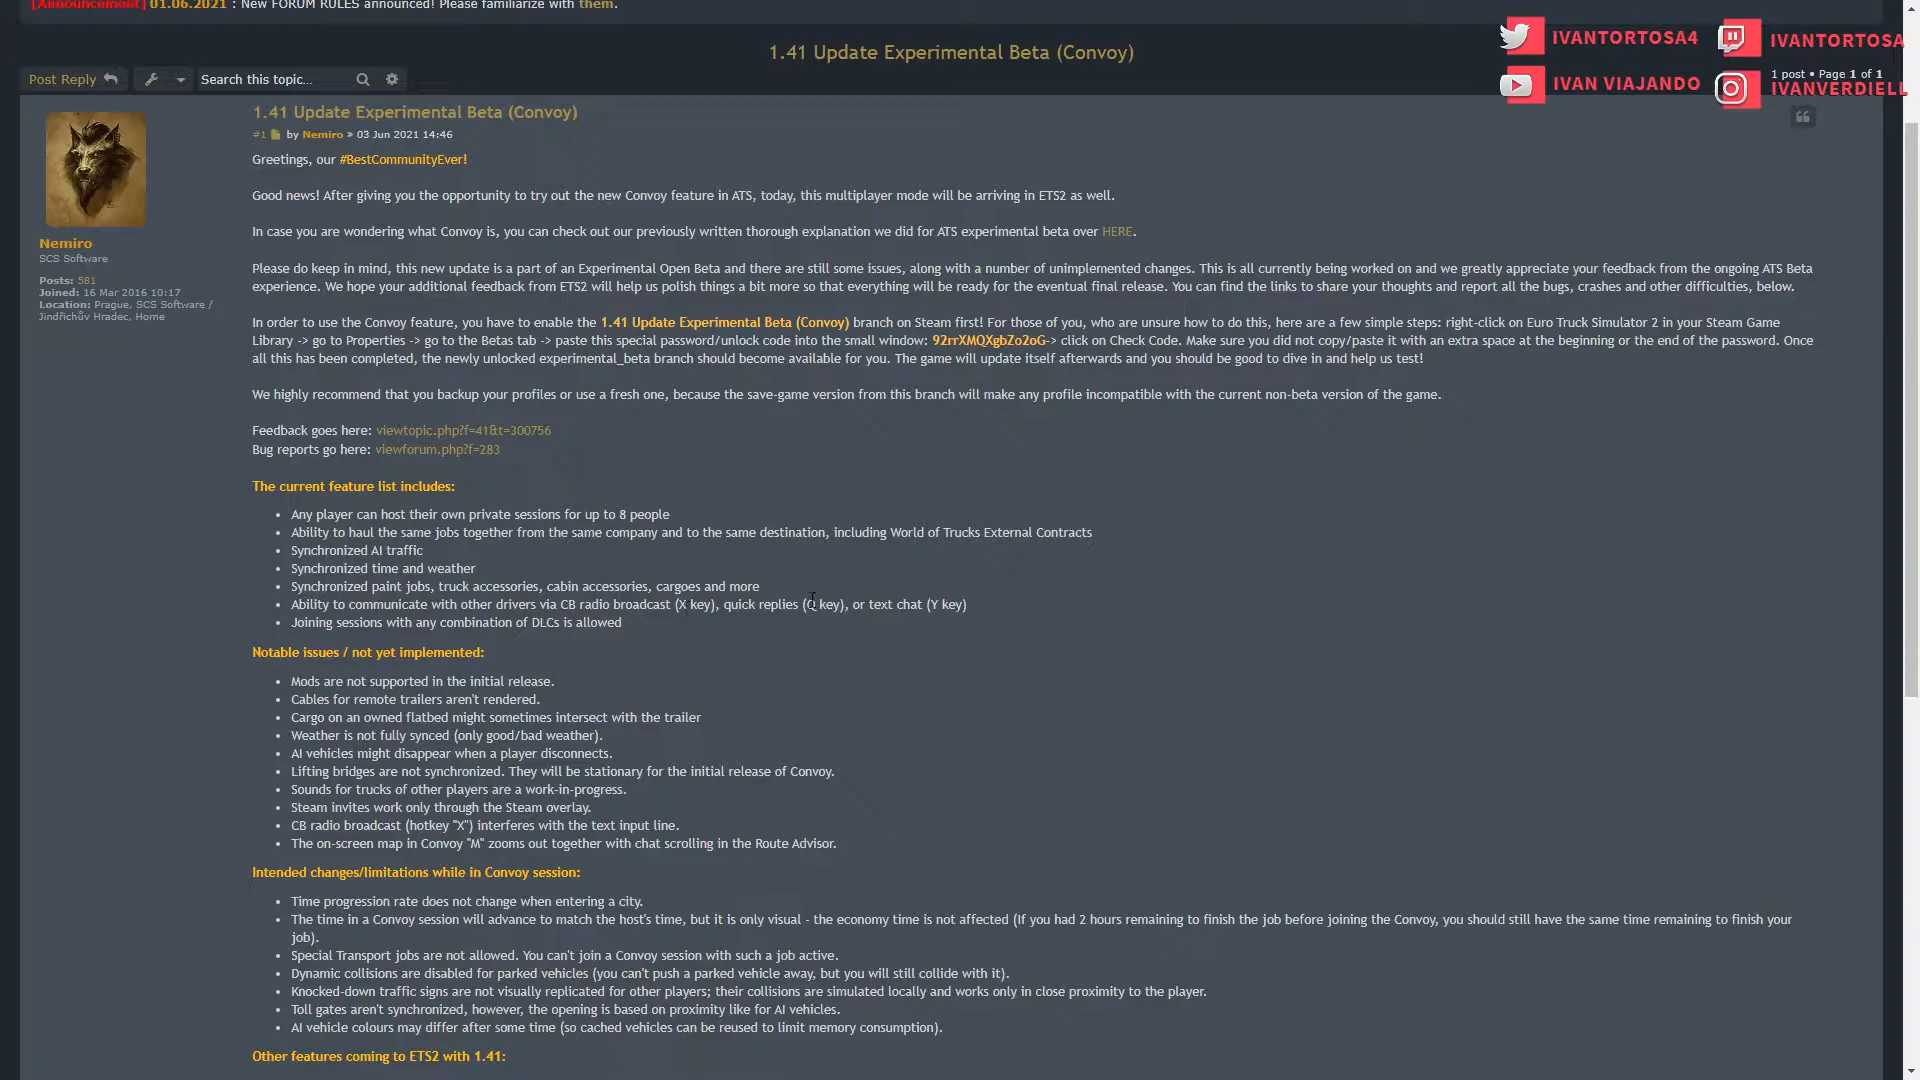 [Announcement] 01.06.2021 : New FORUM RULES announced! Please familiarize with them.
1.41 Update Experimental Beta (Convoy)
IVANTORTOSA4
IVANTORTOSA
Post Reply
Search this topic...
1 post • Page 1 of 1
IVAN VIAJANDO
IVANVERDIELL
1.41 Update Experimental Beta (Convoy)
#1 by Nemiro » 03 Jun 2021 14:46
Nemiro
SCS Software
Posts: 581
Joined: 16 Mar 2016 10:17
Location: Prague, SCS Software /
Jindřichův Hradec, Home
Greetings, our #BestCommunityEver!
Good news! After giving you the opportunity to try out the new Convoy feature in ATS, today, this multiplayer mode will be arriving in ETS2 as well.
In case you are wondering what Convoy is, you can check out our previously written thorough explanation we did for ATS experimental beta over HERE.
Please do keep in mind, this new update is a part of an Experimental Open Beta and there are still some issues, along with a number of unimplemented changes. This is all currently being worked on and we greatly appreciate your feedback from the ongoing ATS Beta
experience. We hope your additional feedback from ETS2 will help us polish things a bit more so that everything will be ready for the eventual final release. You can find the links to share your thoughts and report all the bugs, crashes and other difficulties, below.
In order to use the Convoy feature, you have to enable the 1.41 Update Experimental Beta (Convoy) branch on Steam first! For those of you, who are unsure how to do this, here are a few simple steps: right-click on Euro Truck Simulator 2 in your Steam Game
Library -> go to Properties -> go to the Betas tab -> paste this special password/unlock code into the small window: 92rrXMQXgbZo2oG-> click on Check Code. Make sure you did not copy/paste it with an extra space at the beginning or the end of the password. Once
all this has been completed, the newly unlocked experimental_beta branch should become available for you. The game will update itself afterwards and you should be good to dive in and help us test!
We highly recommend that you backup your profiles or use a fresh one, because the save-game version from this branch will make any profile incompatible with the current non-beta version of the game.
Feedback goes here: viewtopic.php?f=41&t=300756
Bug reports go here: viewforum.php?f=283
The current feature list includes:
• Any player can host their own private sessions for up to 8 people
• Ability to haul the same jobs together from the same company and to the same destination, including World of Trucks External Contracts
• Synchronized AI traffic
• Synchronized time and weather
• Synchronized paint jobs, truck accessories, cabin accessories, cargoes and more
• Ability to communicate with other drivers via CB radio broadcast (X key), quick replies (Q key), or text chat (Y key)
• Joining sessions with any combination of DLCs is allowed
Notable issues / not yet implemented:
• Mods are not supported in the initial release.
• Cables for remote trailers aren't rendered.
• Cargo on an owned flatbed might sometimes intersect with the trailer
• Weather is not fully synced (only good/bad weather).
• AI vehicles might disappear when a player disconnects.
• Lifting bridges are not synchronized. They will be stationary for the initial release of Convoy.
• Sounds for trucks of other players are a work-in-progress.
• Steam invites work only through the Steam overlay.
• CB radio broadcast (hotkey "X") interferes with the text input line.
• The on-screen map in Convoy "M" zooms out together with chat scrolling in the Route Advisor.
Intended changes/limitations while in Convoy session:
• Time progression rate does not change when entering a city.
• The time in a Convoy session will advance to match the host's time, but it is only visual - the economy time is not affected (If you had 2 hours remaining to finish the job before joining the Convoy, you should still have the same time remaining to finish your
job).
• Special Transport jobs are not allowed. You can't join a Convoy session with such a job active.
• Dynamic collisions are disabled for parked vehicles (you can't push a parked vehicle away, but you will still collide with it).
• Knocked-down traffic signs are not visually replicated for other players; their collisions are simulated locally and works only in close proximity to the player.
• Toll gates aren't synchronized, however, the opening is based on proximity like for AI vehicles.
• AI vehicle colours may differ after some time (so cached vehicles can be reused to limit memory consumption).
Other features coming to ETS2 with 1.41: